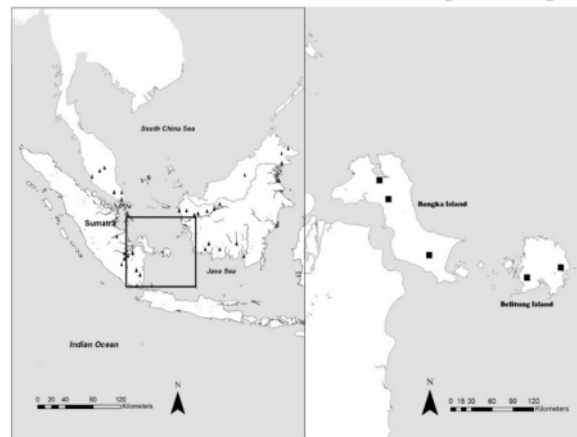 South China Sea
Sumatra
Java Sea
Indian Ocean
N
0 20 40 80 120
Kilometers
Bangka Island
Belitung Island
N
0 15 30 60 90 120
Kilometers